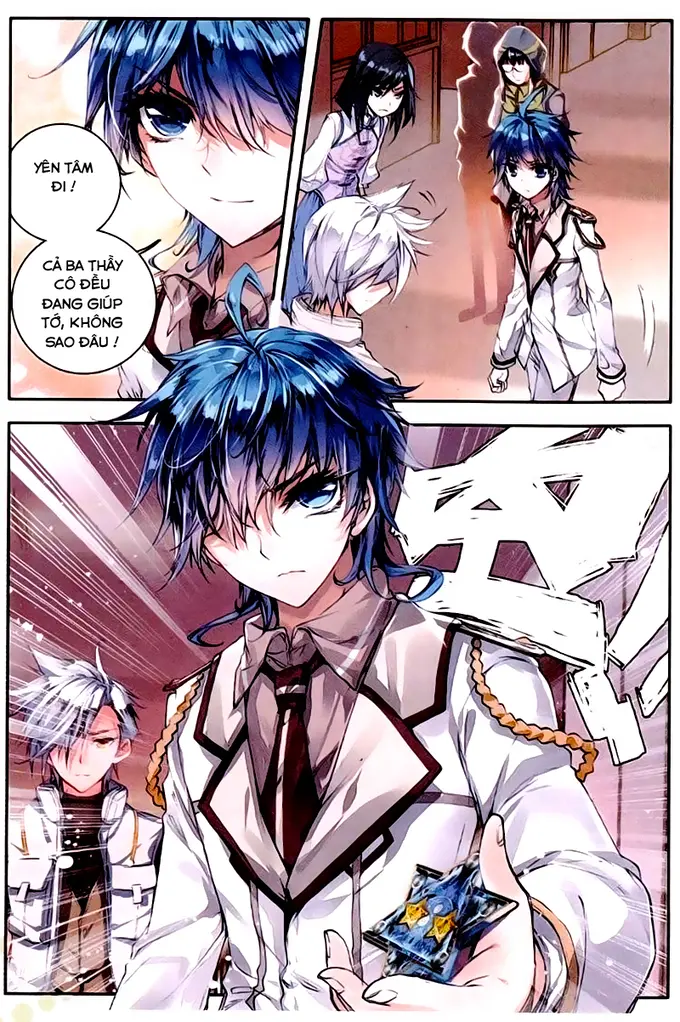 YÊN TÂM
ĐI !
CẢ BA THẦY
CÔ ĐỀU
ĐANG GIÚP
TỚ, KHÔNG
SAO ĐÂU !